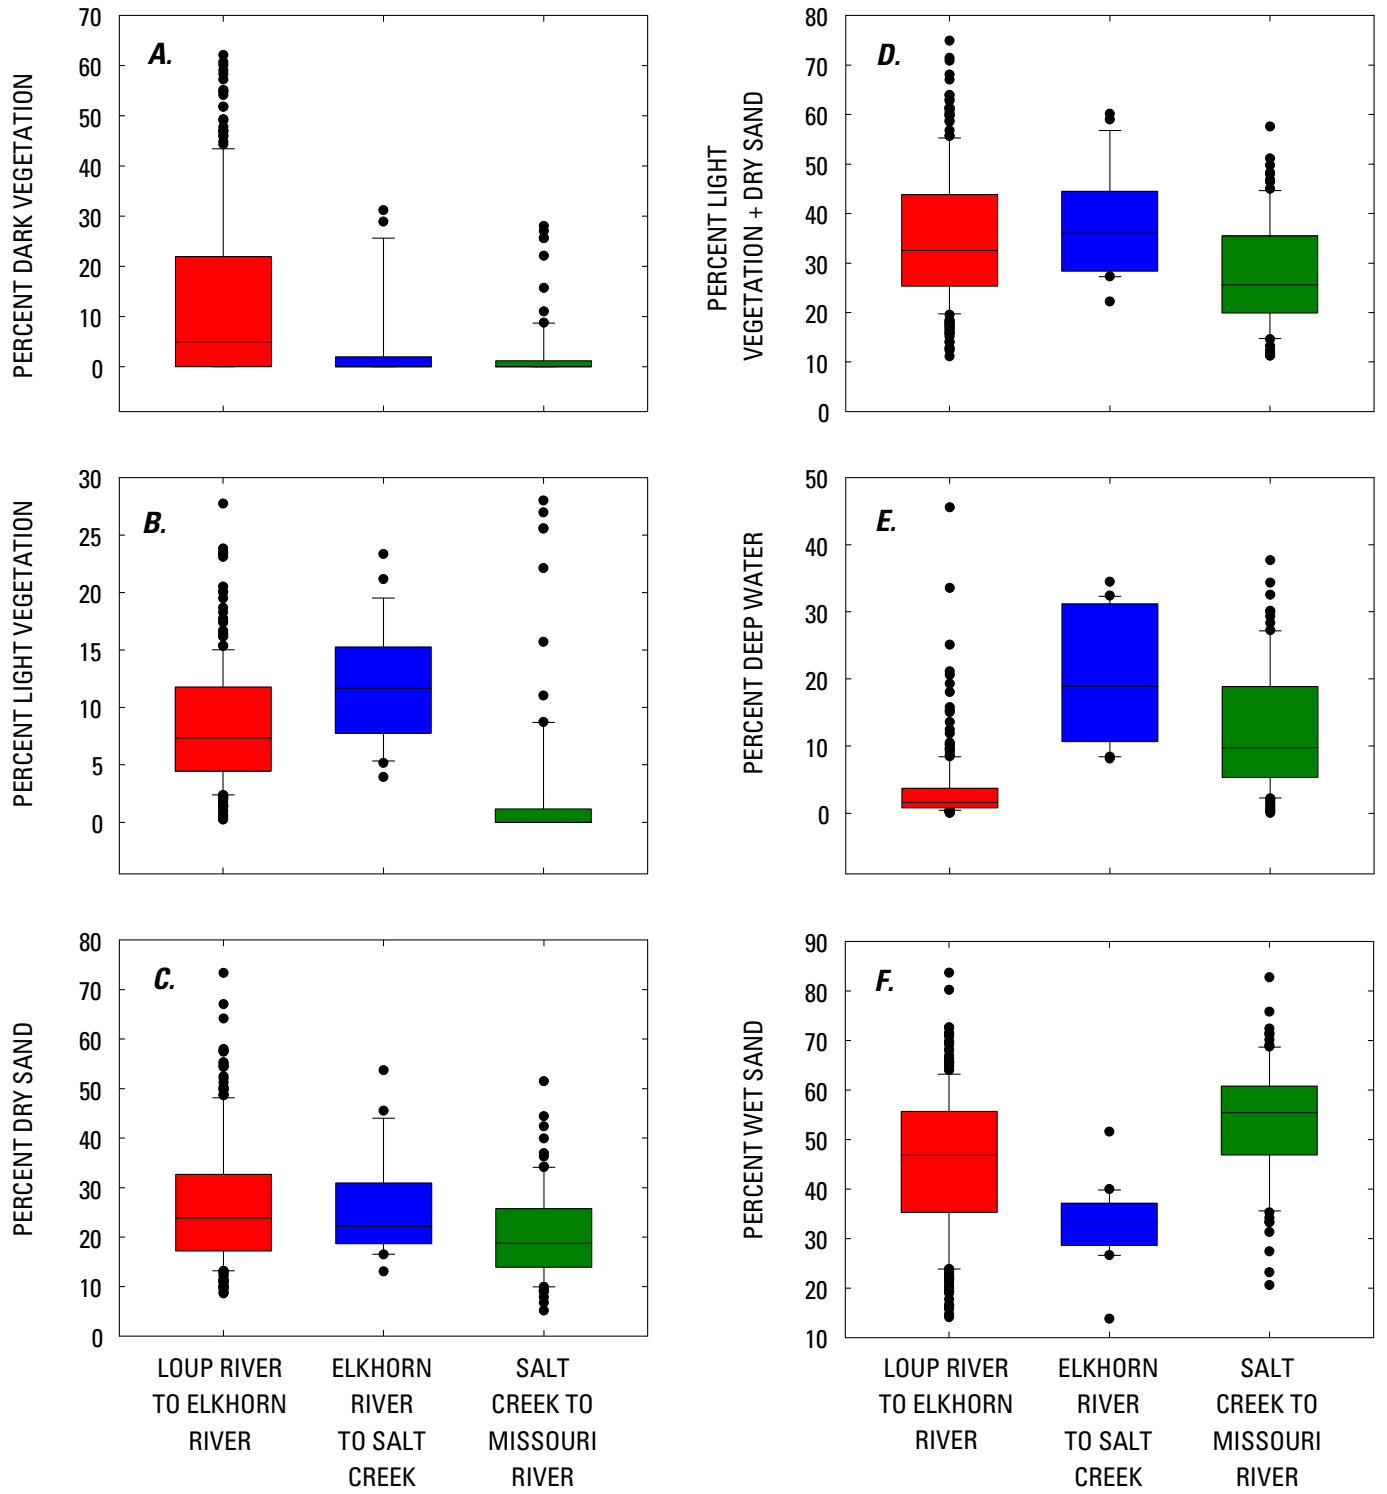 A.
PERCENT DARK VEGETATION
70
60
50
40
30
20
10
0
B.
PERCENT LIGHT VEGETATION
30
25
20
15
10
5
0
C.
PERCENT DRY SAND
80
70
60
50
40
30
20
10
0
LOUP RIVER
TO ELKHORN
RIVER
ELKHORN
RIVER
TO SALT
CREEK
SALT
CREEK TO
MISSOURI
RIVER
D.
PERCENT LIGHT
VEGETATION + DRY SAND
80
70
60
50
40
30
20
10
0
E.
PERCENT DEEP WATER
50
40
30
20
10
0
F.
PERCENT WET SAND
90
80
70
60
50
40
30
20
10
LOUP RIVER
TO ELKHORN
RIVER
ELKHORN
RIVER
TO SALT
CREEK
SALT
CREEK TO
MISSOURI
RIVER